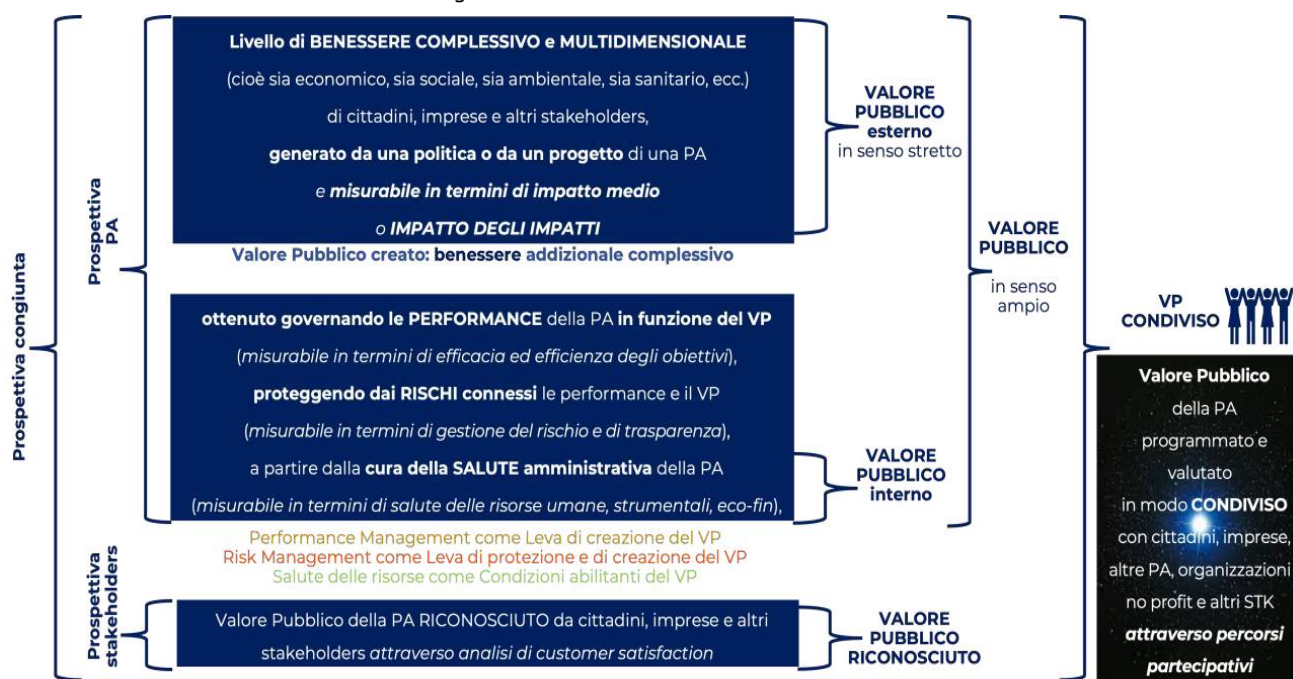 Prospettiva congiunta
Prospettiva
PA
Livello di BENESSERE COMPLESSIVO e MULTIDIMENSIONALE
(cioè sia economico, sia sociale, sia ambientale, sia sanitario, ecc.)
di cittadini, imprese e altri stakeholders,
generato da una politica o da un progetto di una PA
e misurabile in termini di impatto medio
o IMPATTO DEGLI IMPATTI
Valore Pubblico creato: benessere addizionale complessivo
VALORE
PUBBLICO
esterno
in senso stretto
ottenuto governando le PERFORMANCE della PA in funzione del VP
(misurabile in termini di efficacia ed efficienza degli obiettivi),
proteggendo dai RISCHI connessi le performance e il VP
(misurabile in termini di gestione del rischio e di trasparenza),
a partire dalla cura della SALUTE amministrativa della PA
(misurabile in termini di salute delle risorse umane, strumentali, eco-fin),
VALORE
PUBBLICO
interno
Performance Management come Leva di creazione del VP
Risk Management come Leva di protezione e di creazione del VP
Salute delle risorse come Condizioni abilitanti del VP
VALORE
PUBBLICO
in senso
ampio
Prospettiva
stakeholders
Valore Pubblico della PA RICONOSCIUTO da cittadini, imprese e altri
stakeholders attraverso analisi di customer satisfaction
VALORE
PUBBLICO
RICONOSCIUTO
VP
CONDIVISO
Valore Pubblico
della PA
programmato e
valutato
in modo CONDIVISO
con cittadini, imprese,
altre PA, organizzazioni
no profit e altri STK
attraverso percorsi
partecipativi